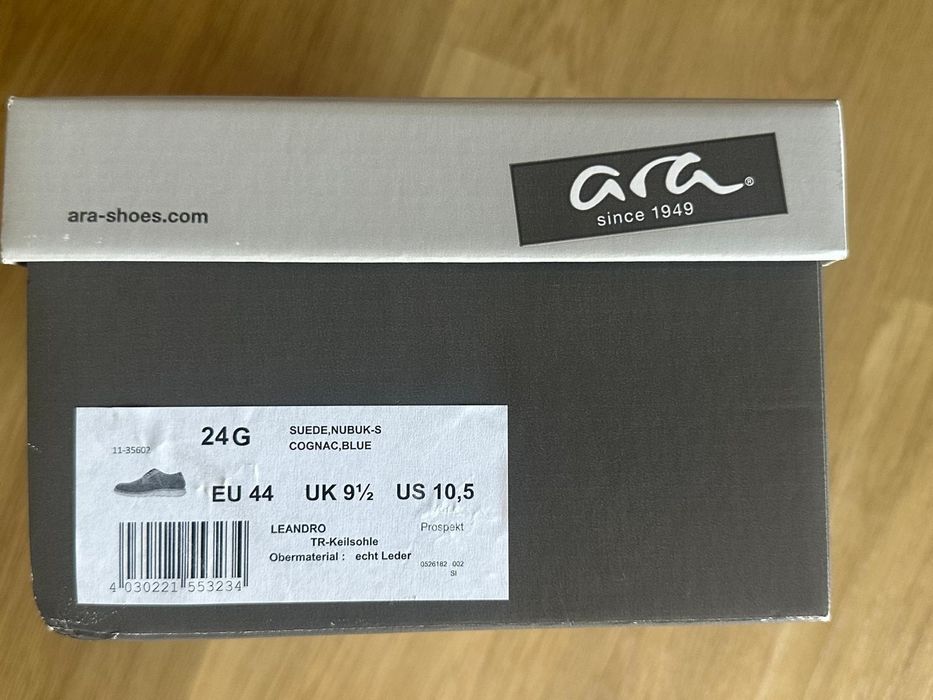 ara-shoes.com
ara®
since 1949
24G
SUEDE,NUBUK-S
COGNAC,BLUE
11-35602
EU 44 UK 9½ US 10,5
LEANDRO
Prospekt
TR-Keilsohle
Obermaterial : echt Leder
0526182 002
SI
4 030221 553234